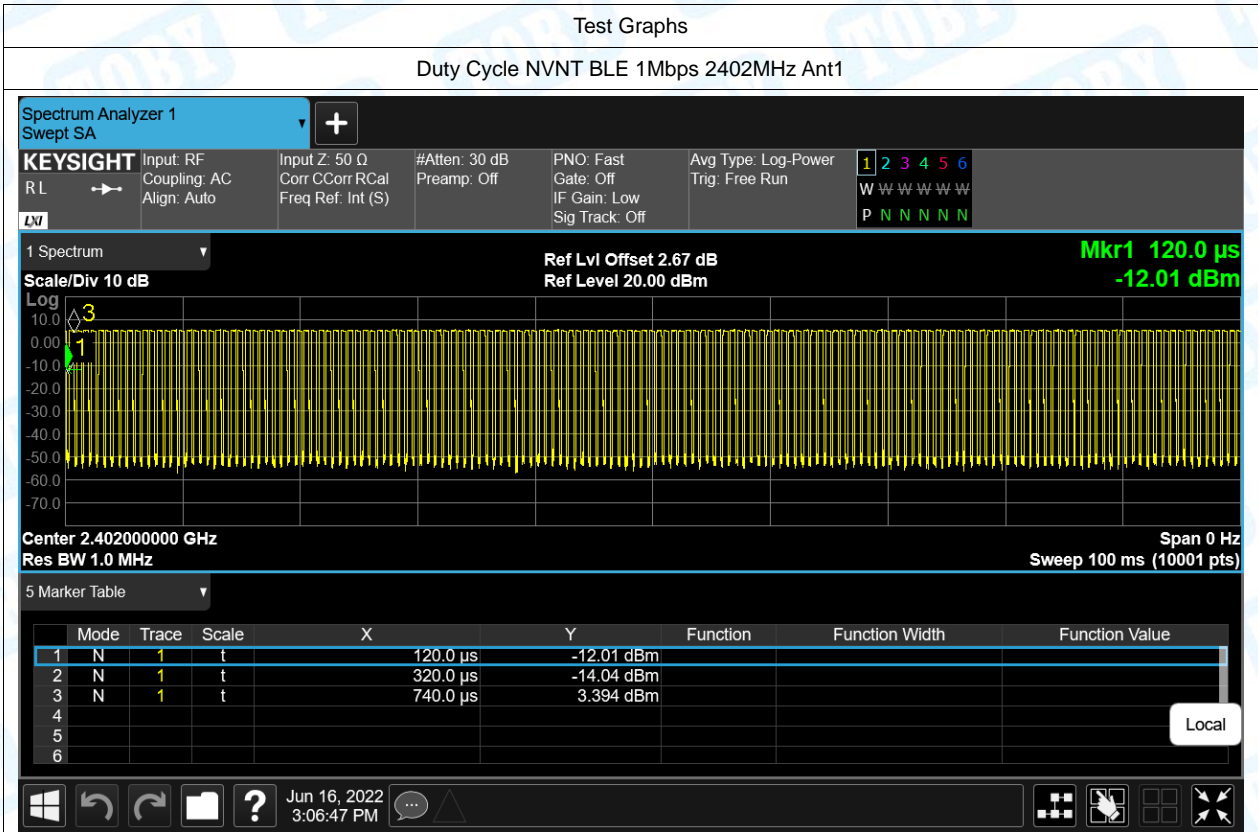 Test Graphs
Duty Cycle NVNT BLE 1Mbps 2402MHz Ant1
Spectrum Analyzer 1
Swept SA
KEYSIGHT
RL
LXI
Input: RF
Coupling: AC
Align: Auto
Input Z: 50 Ω
Corr CCorr RCal
Freq Ref: Int (S)
#Atten: 30 dB
Preamp: Off
PNO: Fast
Gate: Off
IF Gain: Low
Sig Track: Off
Avg Type: Log-Power
Trig: Free Run
1 2 3 4 5 6
W W W W W W
P N N N N N
1 Spectrum
Scale/Div 10 dB
Ref Lvl Offset 2.67 dB
Ref Level 20.00 dBm
Mkr1 120.0 µs
-12.01 dBm
Log
10.0
0.00
-10.0
-20.0
-30.0
-40.0
-50.0
-60.0
-70.0
3
1
Center 2.402000000 GHz
Res BW 1.0 MHz
Span 0 Hz
Sweep 100 ms (10001 pts)
5 Marker Table
Mode Trace Scale X Y Function Function Width Function Value
1 N 1 t 120.0 µs -12.01 dBm
2 N 1 t 320.0 µs -14.04 dBm
3 N 1 t 740.0 µs 3.394 dBm
4
5
6
Local
?
Jun 16, 2022
3:06:47 PM
TOBY